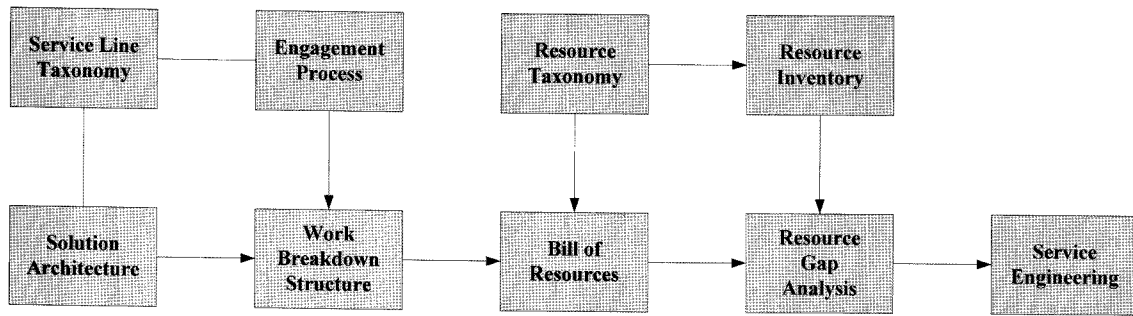 Service Line
Taxonomy
Engagement
Process
Resource
Taxonomy
Resource
Inventory
Solution
Architecture
Work
Breakdown
Structure
Bill of
Resources
Resource
Gap
Analysis
Service
Engineering